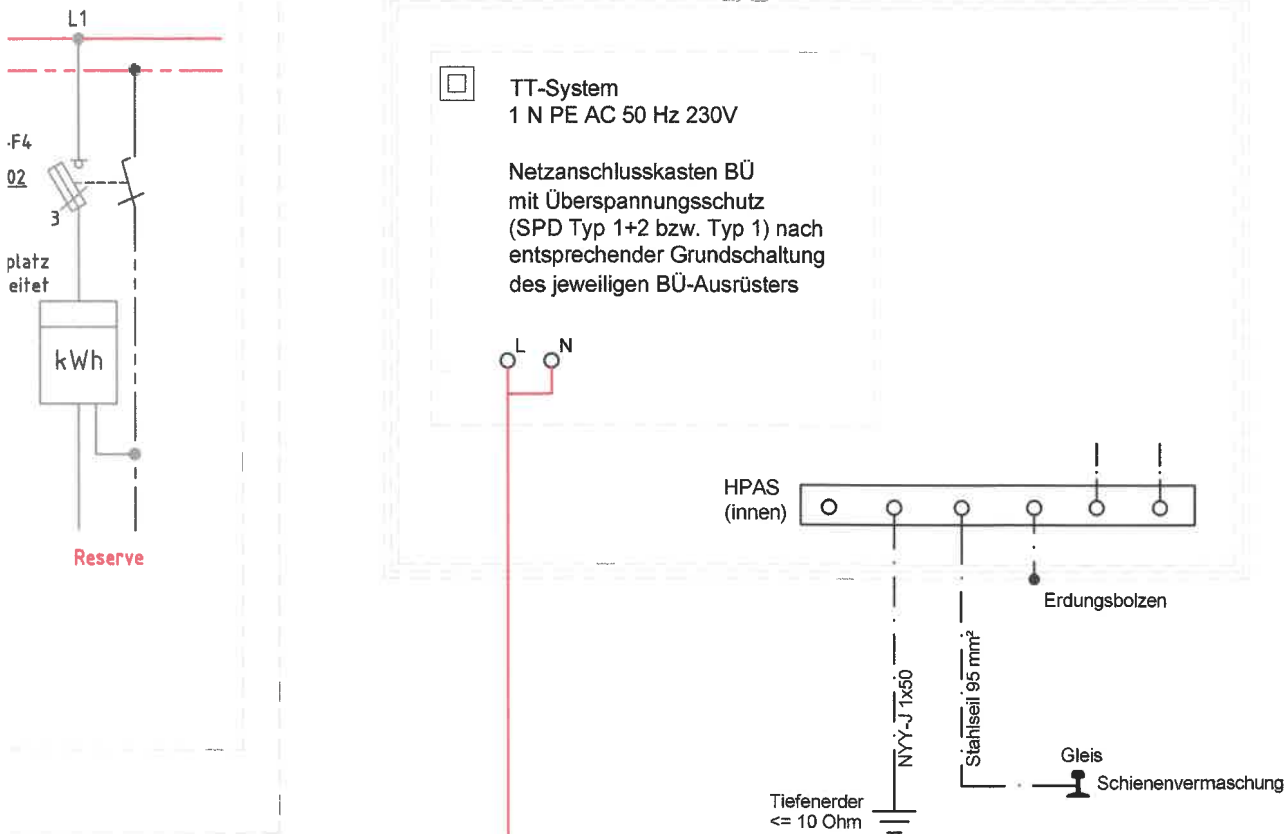 L1
-F4
02
3
platz
eitet
kWh
Reserve
TT-System
1 N PE AC 50 Hz 230V
Netzanschlusskasten BÜ
mit Überspannungsschutz
(SPD Typ 1+2 bzw. Typ 1) nach
entsprechender Grundschaltung
des jeweiligen BÜ-Ausrüsters
L
N
HPAS
(innen)
Erdungsbolzen
NYY-J 1x50
Stahlseil 95 mm²
Gleis
Schienenvermaschung
Tiefenerder
<= 10 Ohm